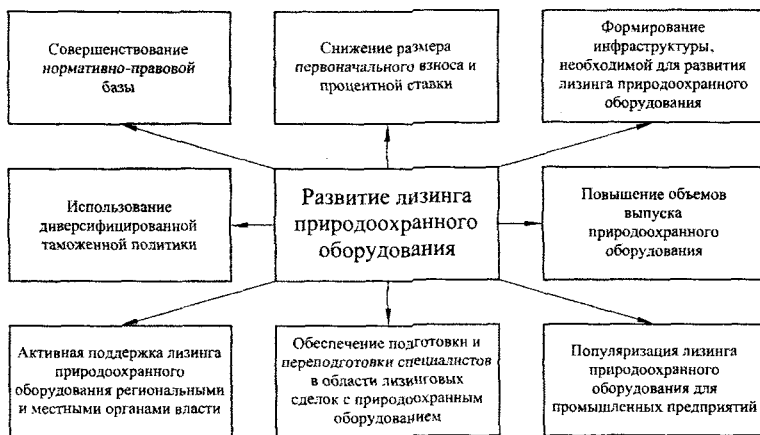 Совершенствование
нормативно-правовой
базы
Снижение размера
первоначального взноса и
процентной ставки
Формирование
инфраструктуры,
необходимой для развития
лизинга природоохранного
оборудования
Использование
диверсифицированной
таможенной политики
Развитие лизинга
природоохранного
оборудования
Повышение объемов
выпуска
природоохранного
оборудования
Активная поддержка лизинга
природоохранного
оборудования региональными
и местными органами власти
Обеспечение подготовки и
переподготовки специалистов
в области лизинговых
сделок с природоохранным
оборудованием
Популяризация лизинга
природоохранного
оборудования для
промышленных предприятий